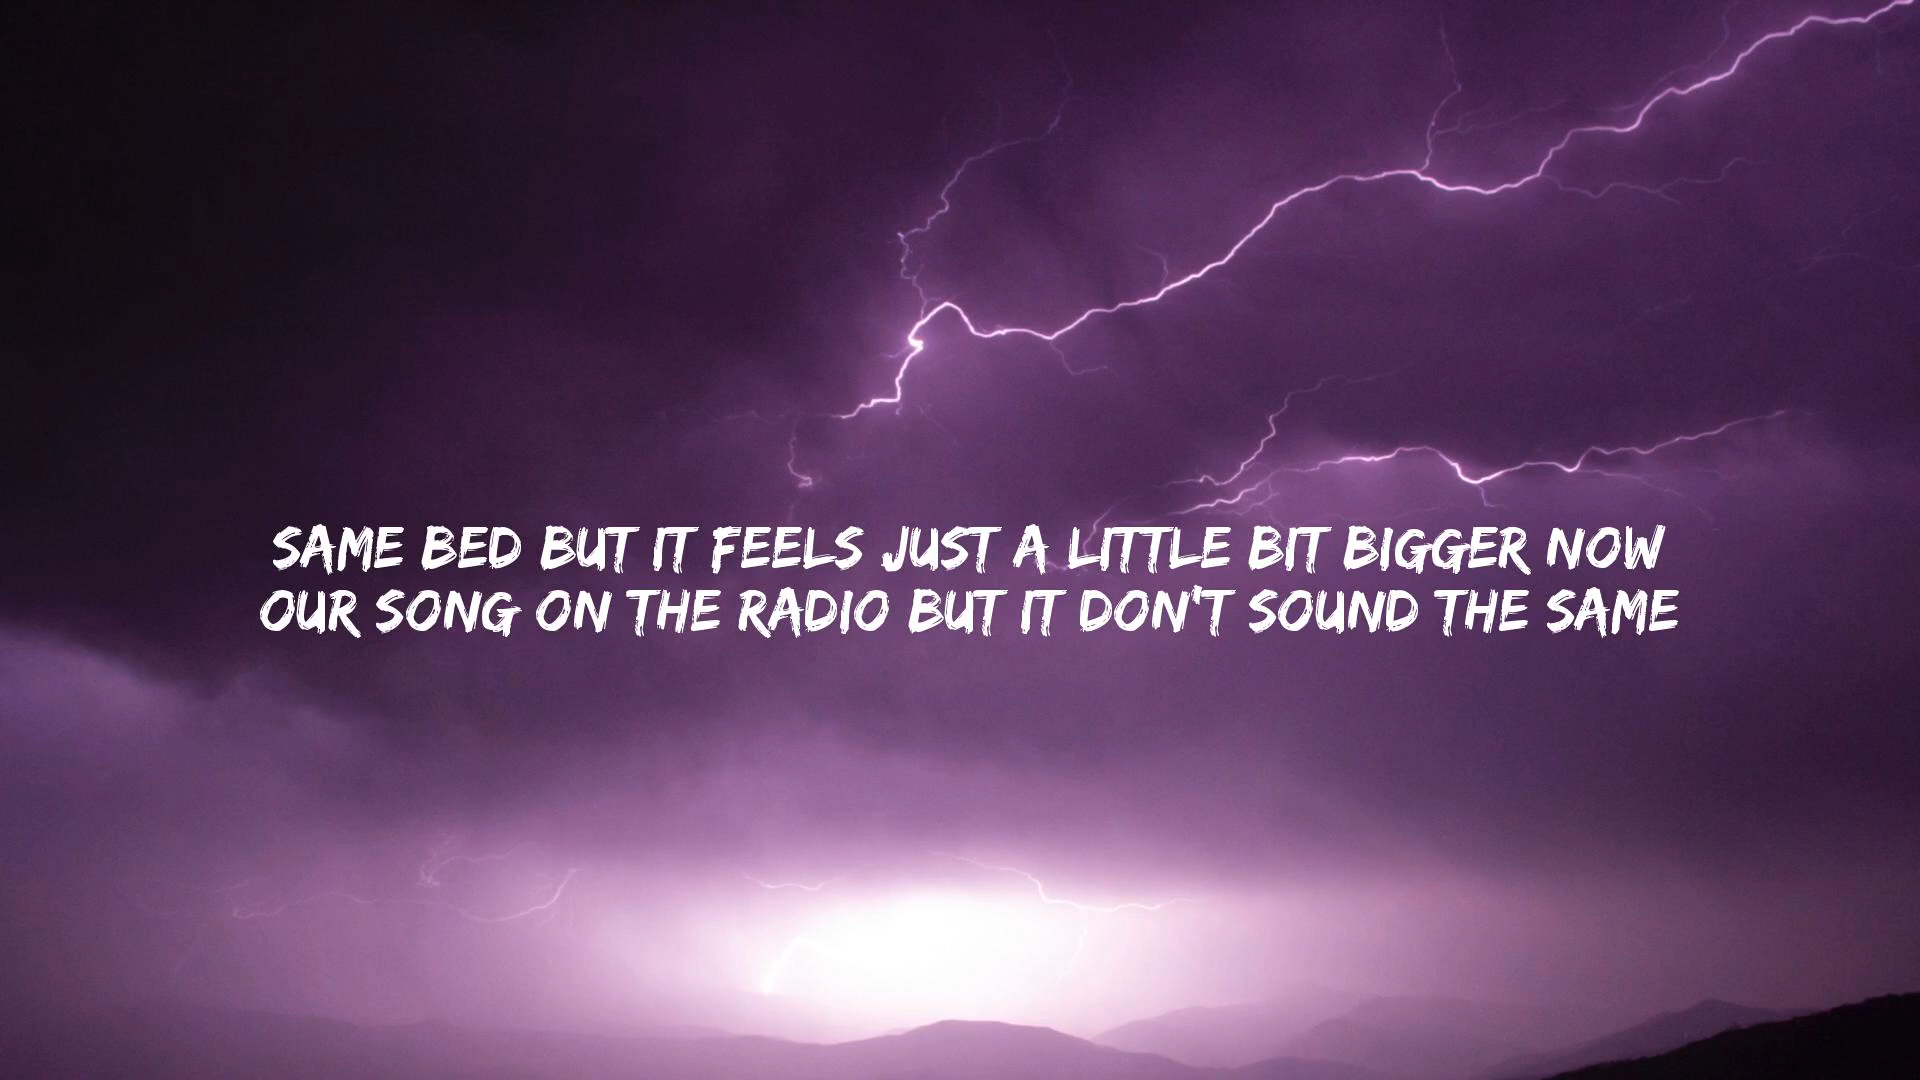 SAME BED BUT IT FEELS JUST A LITTLE BIT BIGGER NOW
OUR SONG ON THE RADIO BUT IT DON'T SOUND THE SAME